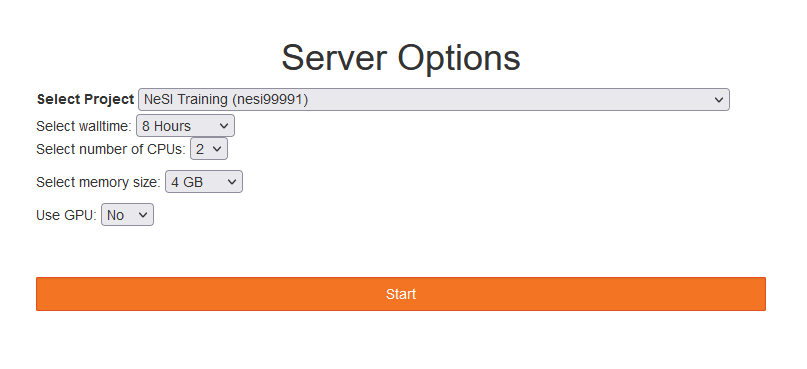 Server Options
Select Project NeSI Training (nesi99991)
Select walltime: 8 Hours
Select number of CPUs: 2
Select memory size: 4 GB
Use GPU: No
Start